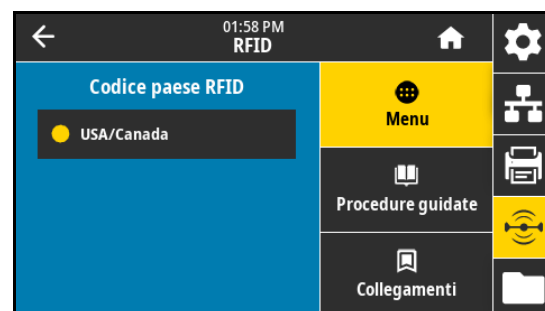 01:58 PM
RFID
Codice paese RFID
USA/Canada
Menu
Procedure guidate
Collegamenti